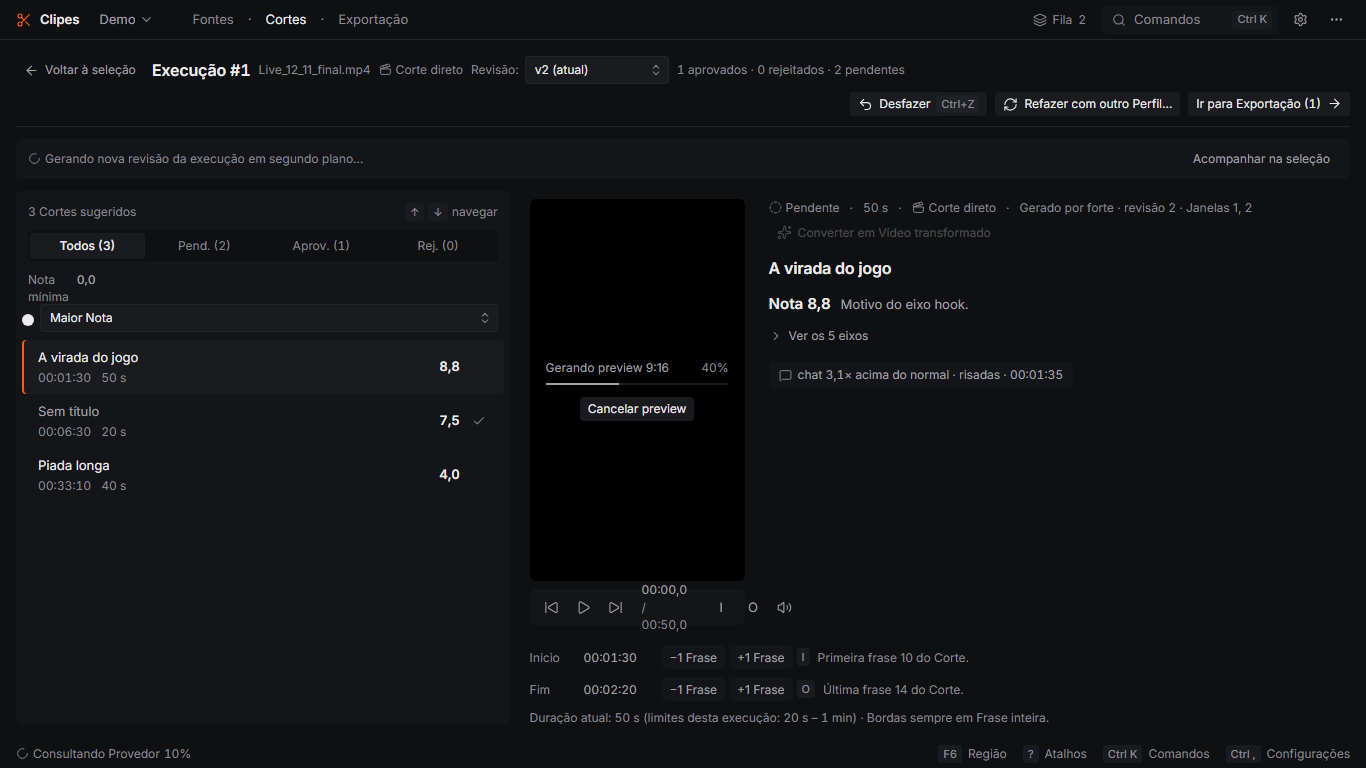 Clipes Demo Fontes · Cortes · Exportação Fila 2 Comandos Ctrl K
Voltar à seleção Execução #1 Live_12_11_final.mp4 Corte direto Revisão: v2 (atual) 1 aprovados · 0 rejeitados · 2 pendentes
Desfazer Ctrl+Z Refazer com outro Perfil... Ir para Exportação (1)
Gerando nova revisão da execução em segundo plano... Acompanhar na seleção
3 Cortes sugeridos navegar
Todos (3) Pend. (2) Aprov. (1) Rej. (0)
Nota mínima 0,0
Maior Nota
A virada do jogo
00:01:30 50 s 8,8
Sem título
00:06:30 20 s 7,5
Piada longa
00:33:10 40 s 4,0
Gerando preview 9:16 40%
Cancelar preview
00:00,0
/
00:50,0
I O
Pendente · 50 s · Corte direto · Gerado por forte · revisão 2 · Janelas 1, 2
Converter em Vídeo transformado
A virada do jogo
Nota 8,8 Motivo do eixo hook.
Ver os 5 eixos
chat 3,1× acima do normal · risadas · 00:01:35
Início 00:01:30 −1 Frase +1 Frase I Primeira frase 10 do Corte.
Fim 00:02:20 −1 Frase +1 Frase O Última frase 14 do Corte.
Duração atual: 50 s (limites desta execução: 20 s – 1 min) · Bordas sempre em Frase inteira.
Consultando Provedor 10% F6 Região ? Atalhos Ctrl K Comandos Ctrl , Configurações